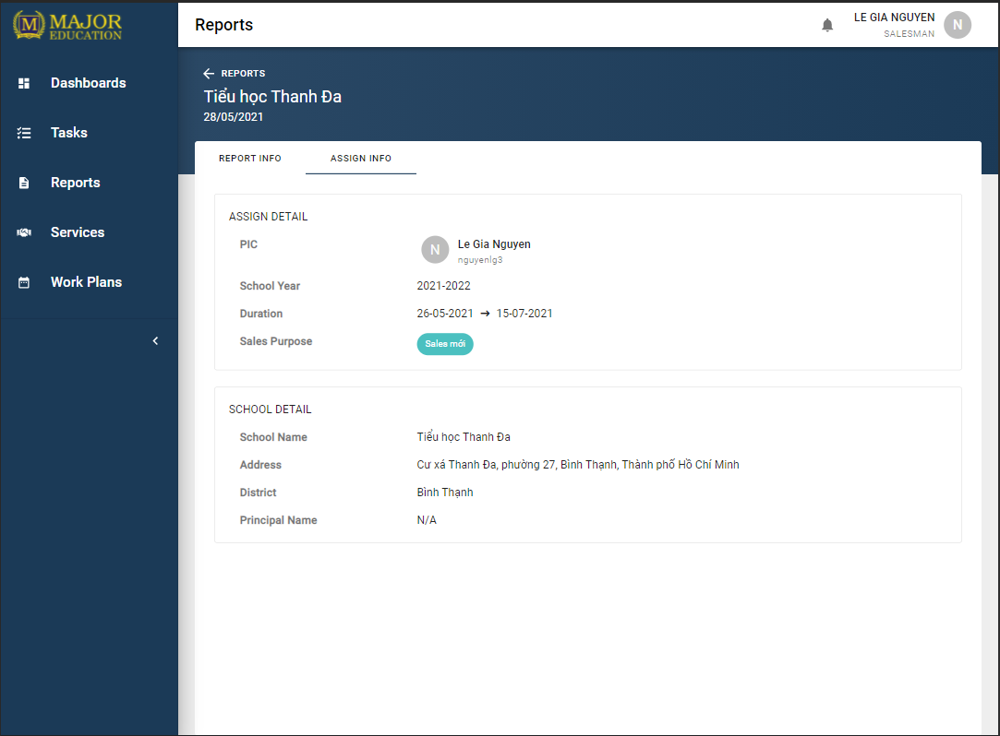 MAJOR
EDUCATION
Dashboards
Tasks
Reports
Services
Work Plans
Reports
LE GIA NGUYEN
SALESMAN
N
REPORTS
Tiểu học Thanh Đa
28/05/2021
REPORT INFO
ASSIGN INFO
ASSIGN DETAIL
PIC
N
Le Gia Nguyen
nguyenlg3
School Year
2021-2022
Duration
26-05-2021 → 15-07-2021
Sales Purpose
Sales mới
SCHOOL DETAIL
School Name
Tiểu học Thanh Đa
Address
Cư xá Thanh Đa, phường 27, Bình Thạnh, Thành phố Hồ Chí Minh
District
Bình Thạnh
Principal Name
N/A